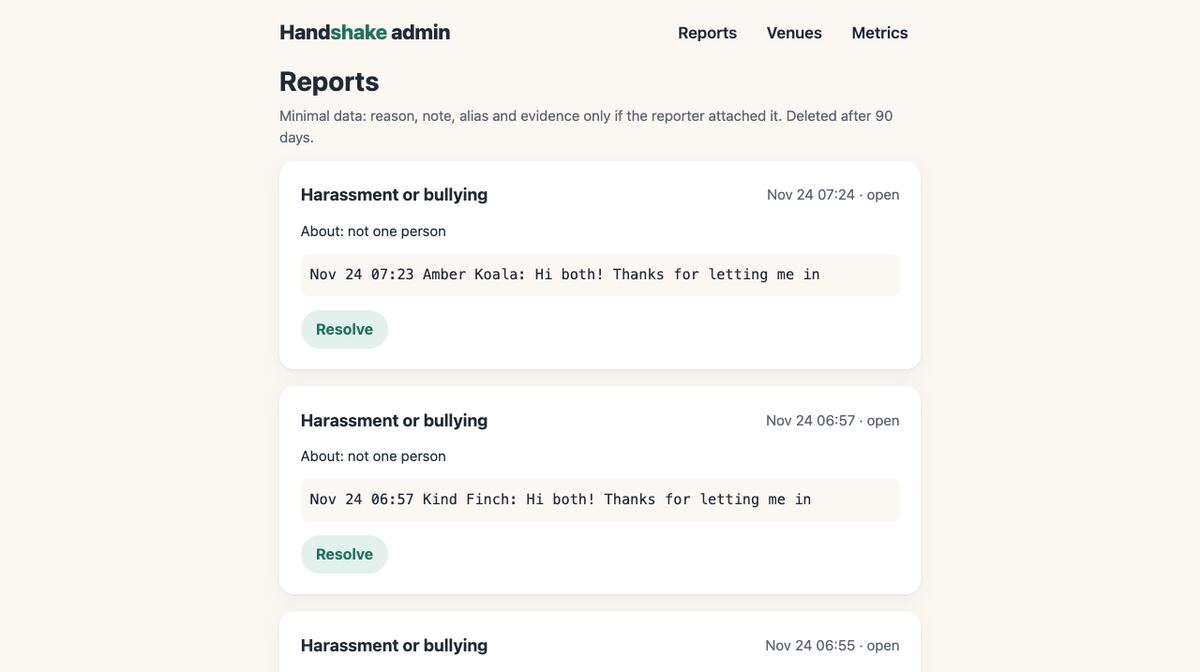 Handshake admin
Reports Venues Metrics
Reports
Minimal data: reason, note, alias and evidence only if the reporter attached it. Deleted after 90
days.
Harassment or bullying Nov 24 07:24 · open
About: not one person
Nov 24 07:23 Amber Koala: Hi both! Thanks for letting me in
Resolve
Harassment or bullying Nov 24 06:57 · open
About: not one person
Nov 24 06:57 Kind Finch: Hi both! Thanks for letting me in
Resolve
Harassment or bullying Nov 24 06:55 · open